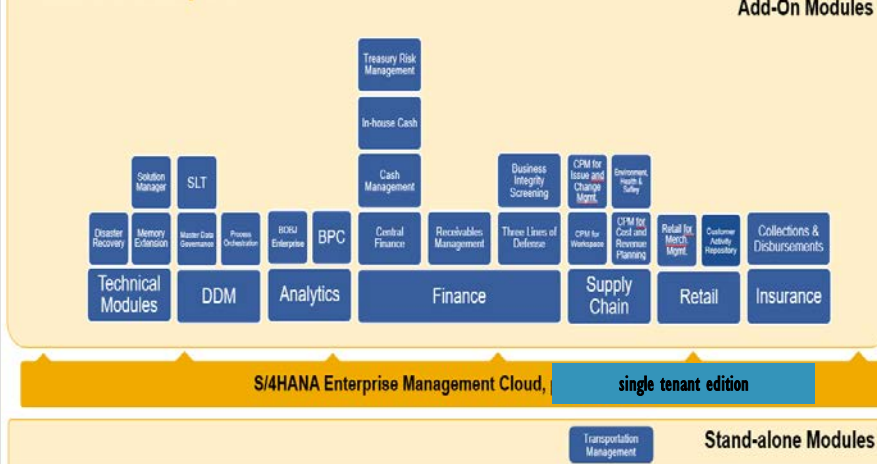 Add-On Modules
Treasury Risk
Management
In-house Cash
Solution
Manager
SLT
Cash
Management
Business
Integrity
Screening
CPM for
Issue and
Change
Mgmt.
Environment,
Health &
Saftey
Disaster
Recovery
Memory
Extension
Master Data
Governance
Process
Orchestration
BOBJ
Enterprise
BPC
Central
Finance
Receivables
Management
Three Lines of
Defense
CPM for
Workspace
CPM for
Cost and
Revenue
Planning
Retail for
Merch.
Mgmt.
Customer
Activity
Repository
Collections &
Disbursements
Technical
Modules
DDM
Analytics
Finance
Supply
Chain
Retail
Insurance
S/4HANA Enterprise Management Cloud, single tenant edition
Transportation
Management
Stand-alone Modules